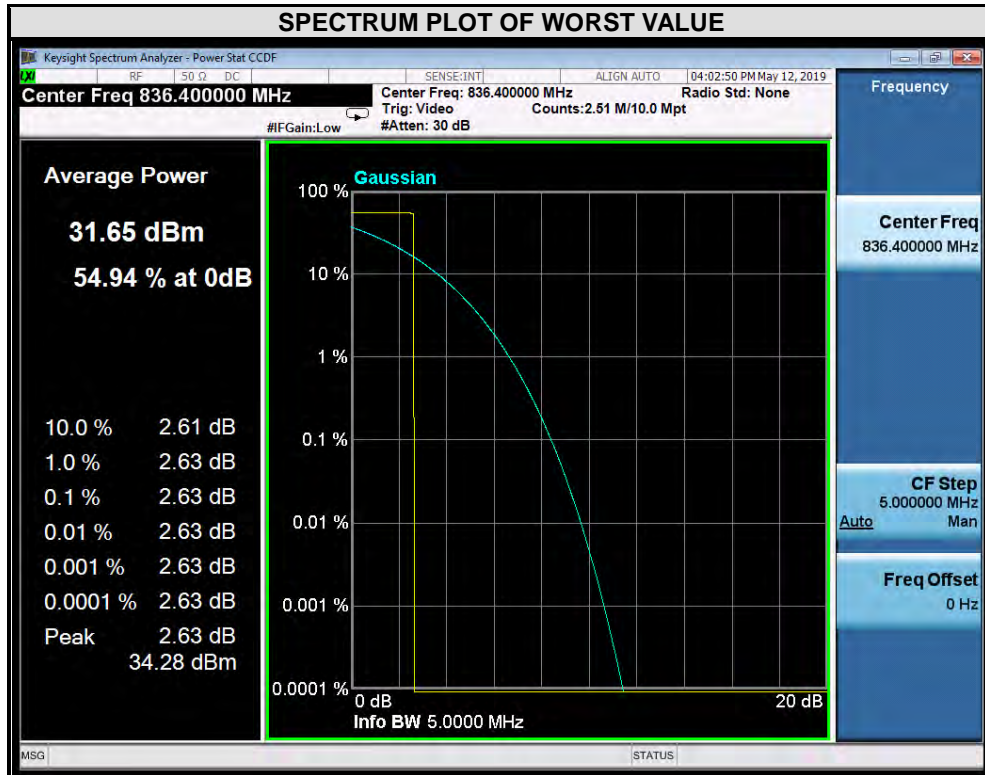 SPECTRUM PLOT OF WORST VALUE
Keysight Spectrum Analyzer - Power Stat CCDF
LXI RF 50 Ω DC SENSE:INT ALIGN AUTO 04:02:50 PM May 12, 2019
Center Freq 836.400000 MHz
Center Freq: 836.400000 MHz Radio Std: None
Trig: Video Counts:2.51 M/10.0 Mpt
#IFGain:Low #Atten: 30 dB
Frequency
Average Power
31.65 dBm
54.94 % at 0dB
10.0 % 2.61 dB
1.0 % 2.63 dB
0.1 % 2.63 dB
0.01 % 2.63 dB
0.001 % 2.63 dB
0.0001 % 2.63 dB
Peak 2.63 dB
34.28 dBm
Gaussian
100 %
10 %
1 %
0.1 %
0.01 %
0.001 %
0.0001 %
0 dB 20 dB
Info BW 5.0000 MHz
Center Freq
836.400000 MHz
CF Step
5.000000 MHz
Auto Man
Freq Offset
0 Hz
MSG STATUS